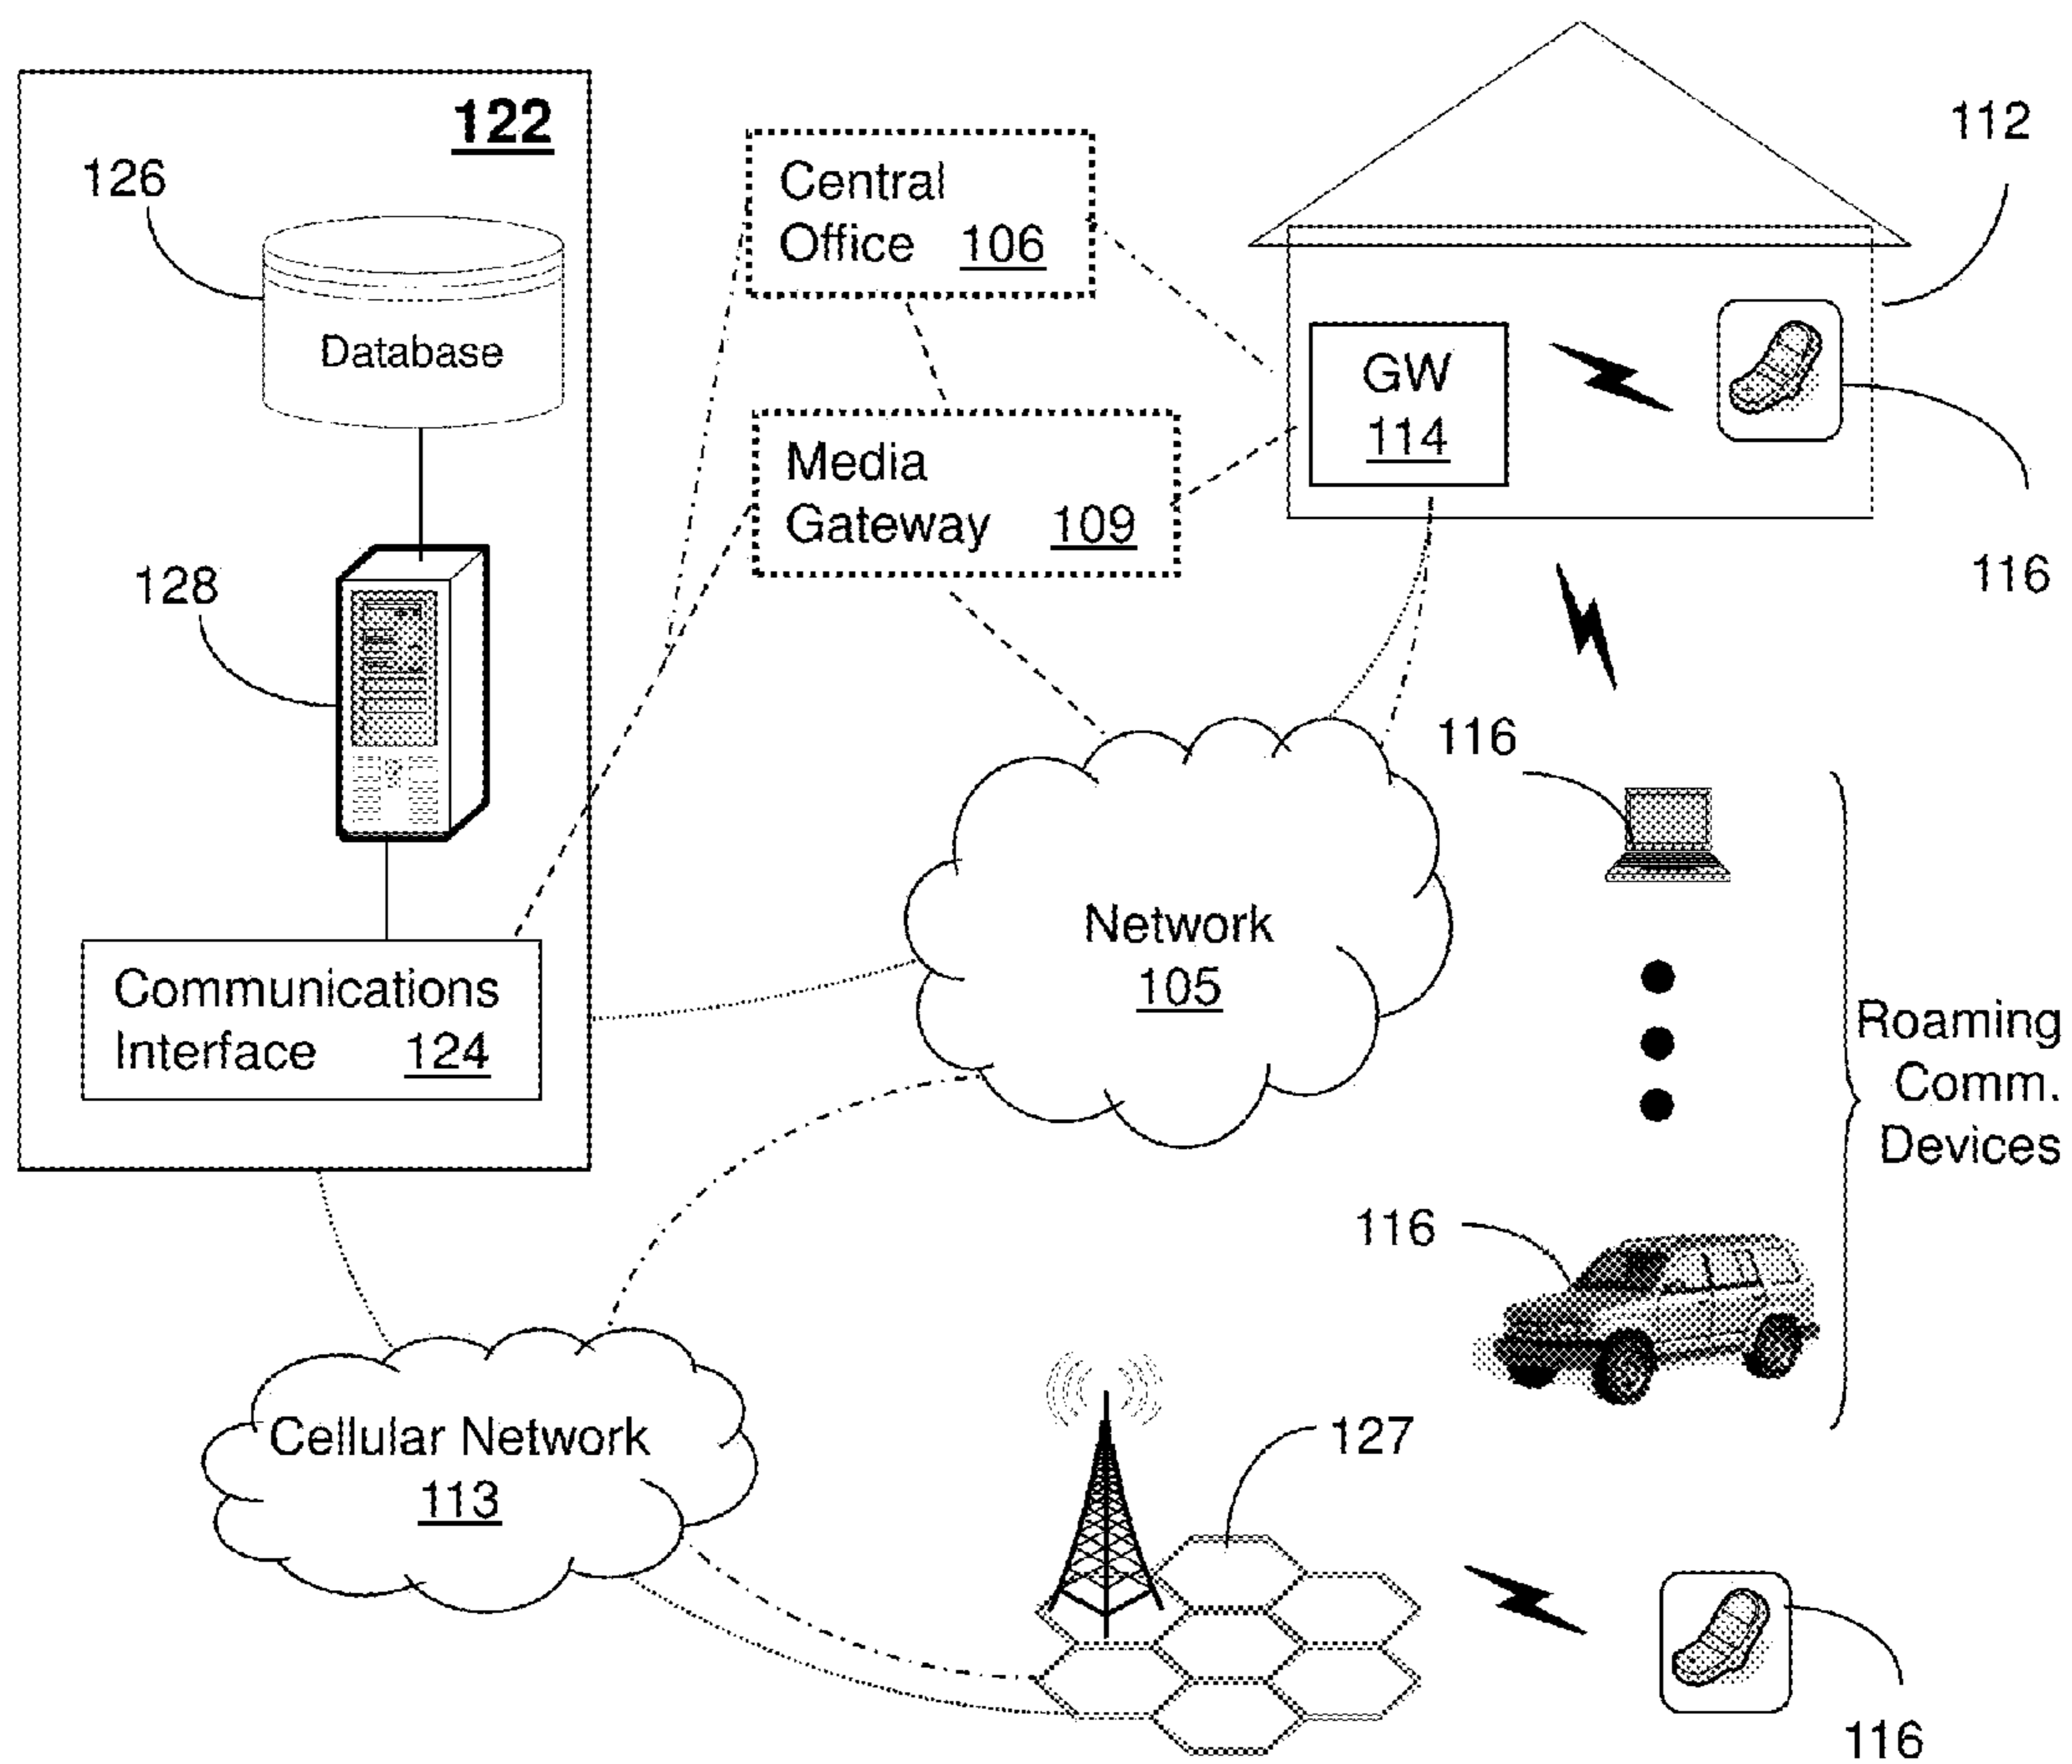 122
126
Database
128
Communications
Interface 124
Central
Office 106
Media
Gateway 109
112
GW
114
116
116
Network
105
Roaming
Comm.
Devices
116
Cellular Network
113
127
116